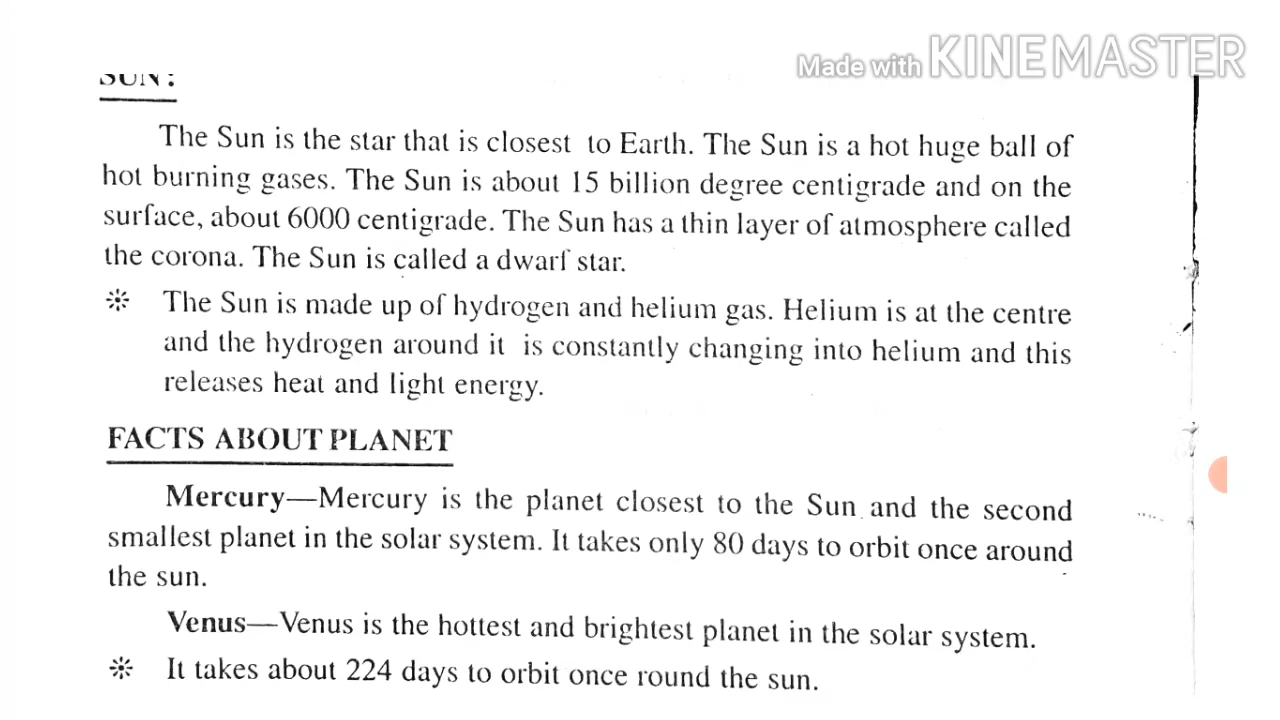 Made with KINEMASTER
SUN :
The Sun is the star that is closest to Earth. The Sun is a hot huge ball of
hot burning gases. The Sun is about 15 billion degree centigrade and on the
surface, about 6000 centigrade. The Sun has a thin layer of atmosphere called
the corona. The Sun is called a dwarf star.
The Sun is made up of hydrogen and helium gas. Helium is at the centre
and the hydrogen around it is constantly changing into helium and this
releases heat and light energy.
FACTS ABOUT PLANET
Mercury—Mercury is the planet closest to the Sun and the second
smallest planet in the solar system. It takes only 80 days to orbit once around
the sun.
Venus—Venus is the hottest and brightest planet in the solar system.
It takes about 224 days to orbit once round the sun.